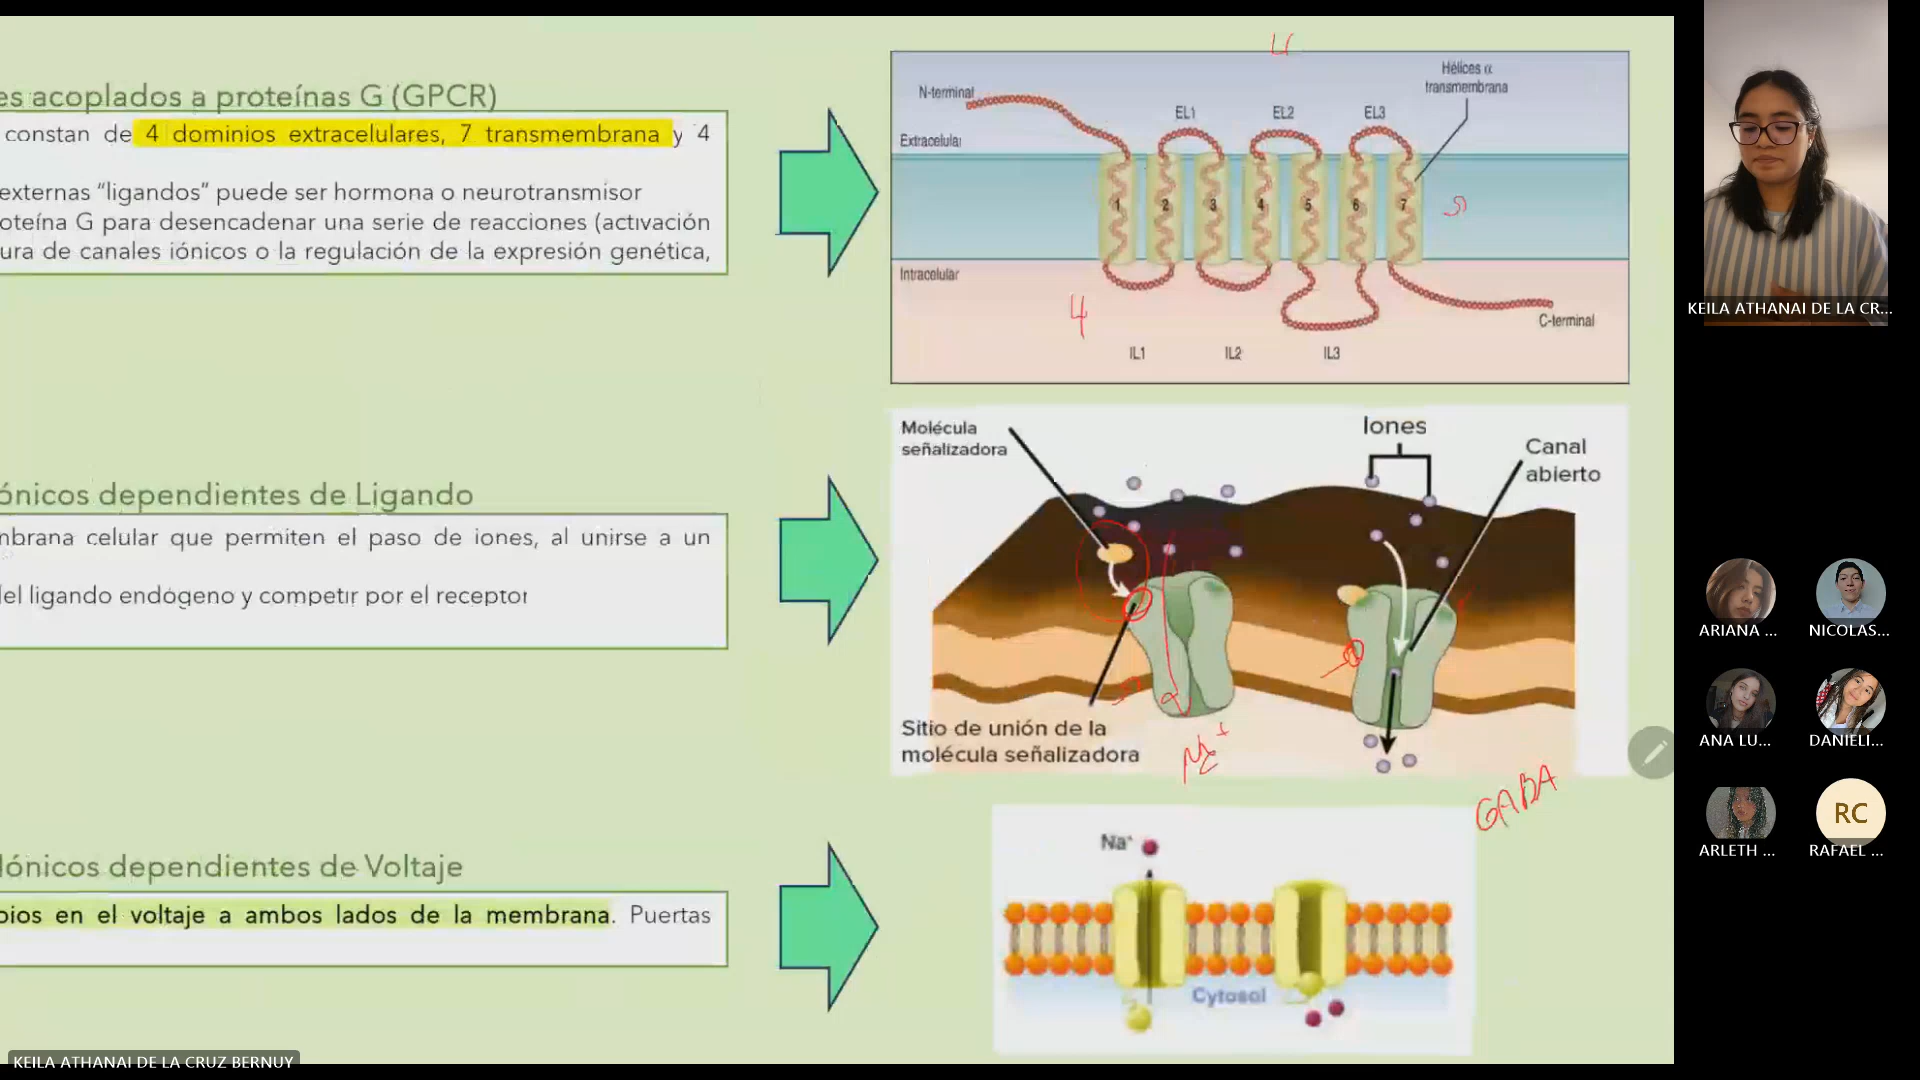 es acoplados a proteínas G (GPCR)
constan de 4 dominios extracelulares, 7 transmembrana y 4
externas “ligandos” puede ser hormona o neurotransmisor
oteína G para desencadenar una serie de reacciones (activación
ura de canales iónicos o la regulación de la expresión genética,
N-terminal
Extracelular
EL1
EL2
EL3
Hélices α
transmembrana
1
2
3
4
5
6
7
Intracelular
4
C-terminal
IL1
IL2
IL3
ónicos dependientes de Ligando
mbrana celular que permiten el paso de iones, al unirse a un
del ligando endógeno y competir por el receptor
Molécula
señalizadora
Iones
Canal
abierto
Sitio de unión de la
molécula señalizadora
GABA
Iónicos dependientes de Voltaje
bios en el voltaje a ambos lados de la membrana. Puertas
Na⁺
Cytosol
KEILA ATHANAI DE LA CR...
ARIANA ...
NICOLAS...
ANA LU...
DANIELI...
ARLETH ...
RC
RAFAEL ...
KEILA ATHANAI DE LA CRUZ BERNUY